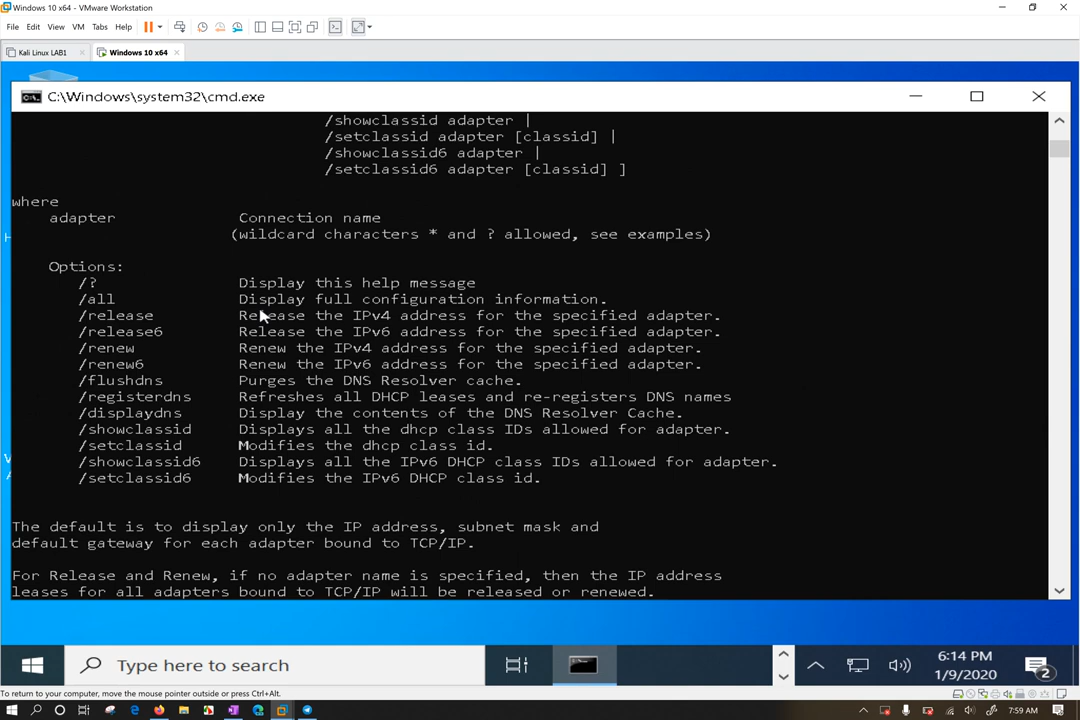 Windows 10 x64 - VMware Workstation
File Edit View VM Tabs Help
Kali Linux LAB1 Windows 10 x64
C:\Windows\system32\cmd.exe
/showclassid adapter |
/setclassid adapter [classid] |
/showclassid6 adapter |
/setclassid6 adapter [classid] ]
where
adapter Connection name
(wildcard characters * and ? allowed, see examples)
Options:
/? Display this help message
/all Display full configuration information.
/release Release the IPv4 address for the specified adapter.
/release6 Release the IPv6 address for the specified adapter.
/renew Renew the IPv4 address for the specified adapter.
/renew6 Renew the IPv6 address for the specified adapter.
/flushdns Purges the DNS Resolver cache.
/registerdns Refreshes all DHCP leases and re-registers DNS names
/displaydns Display the contents of the DNS Resolver Cache.
/showclassid Displays all the dhcp class IDs allowed for adapter.
/setclassid Modifies the dhcp class id.
/showclassid6 Displays all the IPv6 DHCP class IDs allowed for adapter.
/setclassid6 Modifies the IPv6 DHCP class id.
The default is to display only the IP address, subnet mask and
default gateway for each adapter bound to TCP/IP.
For Release and Renew, if no adapter name is specified, then the IP address
leases for all adapters bound to TCP/IP will be released or renewed.
Type here to search
6:14 PM
1/9/2020
2
To return to your computer, move the mouse pointer outside or press Ctrl+Alt.
7:59 AM